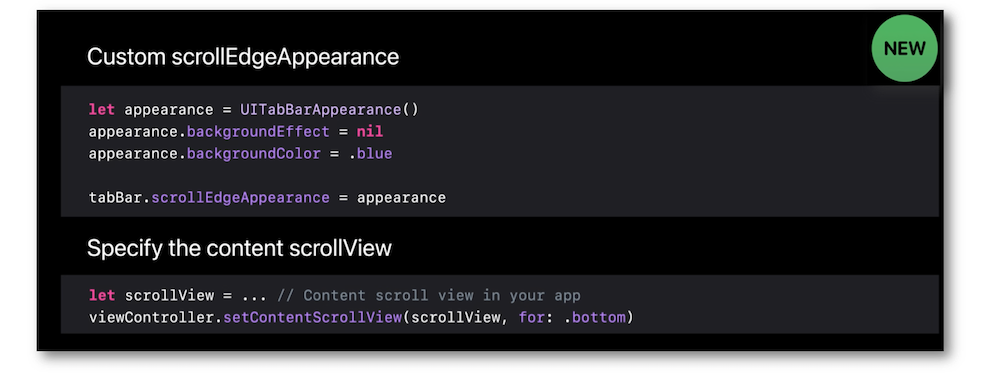 NEW
Custom scrollEdgeAppearance
let appearance = UITabBarAppearance()
appearance.backgroundEffect = nil
appearance.backgroundColor = .blue
tabBar.scrollEdgeAppearance = appearance
Specify the content scrollView
let scrollView = ... // Content scroll view in your app
viewController.setContentScrollView(scrollView, for: .bottom)